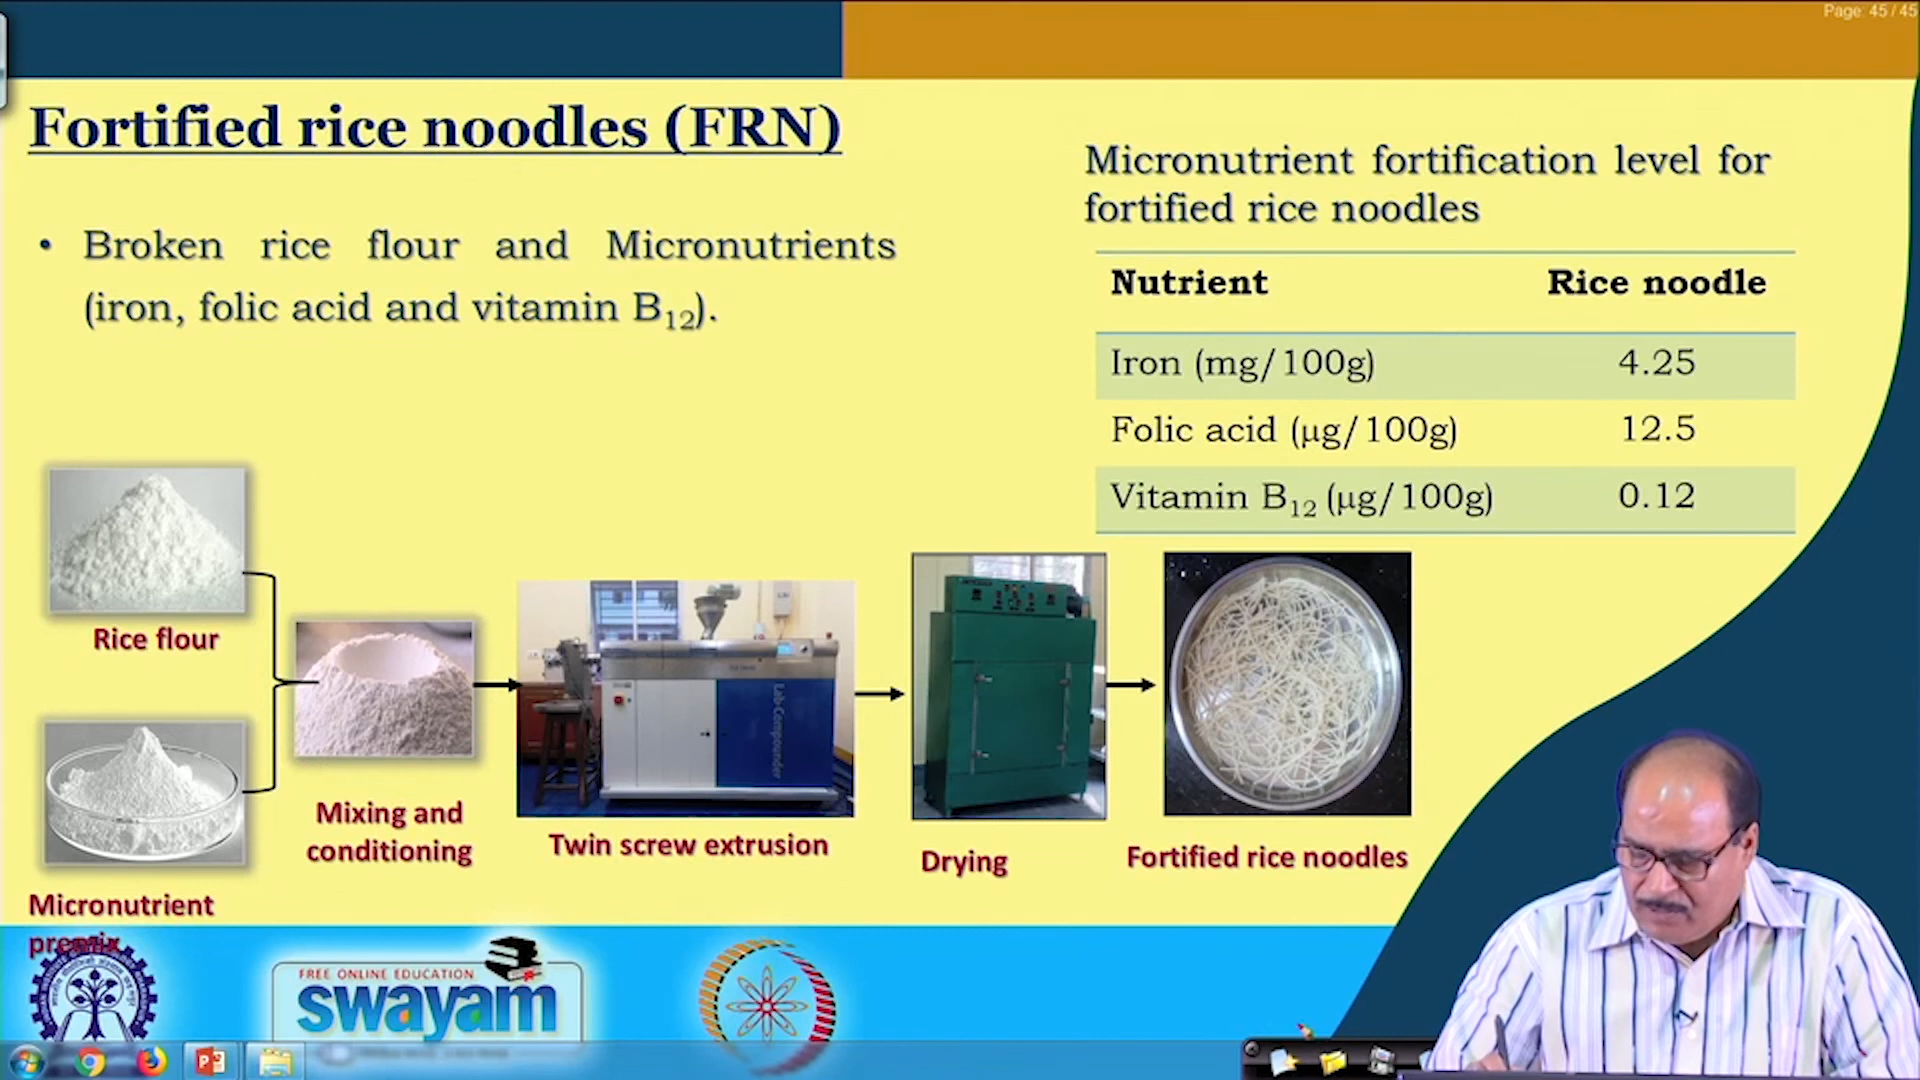 Page: 45 / 45
Fortified rice noodles (FRN)
• Broken rice flour and Micronutrients
(iron, folic acid and vitamin B12).
Micronutrient fortification level for
fortified rice noodles
Nutrient Rice noodle
Iron (mg/100g) 4.25
Folic acid (µg/100g) 12.5
Vitamin B12 (µg/100g) 0.12
Rice flour
Micronutrient
premix
Mixing and
conditioning
Lab-Compounder
Twin screw extrusion
Drying
Fortified rice noodles
FREE ONLINE EDUCATION
swayam